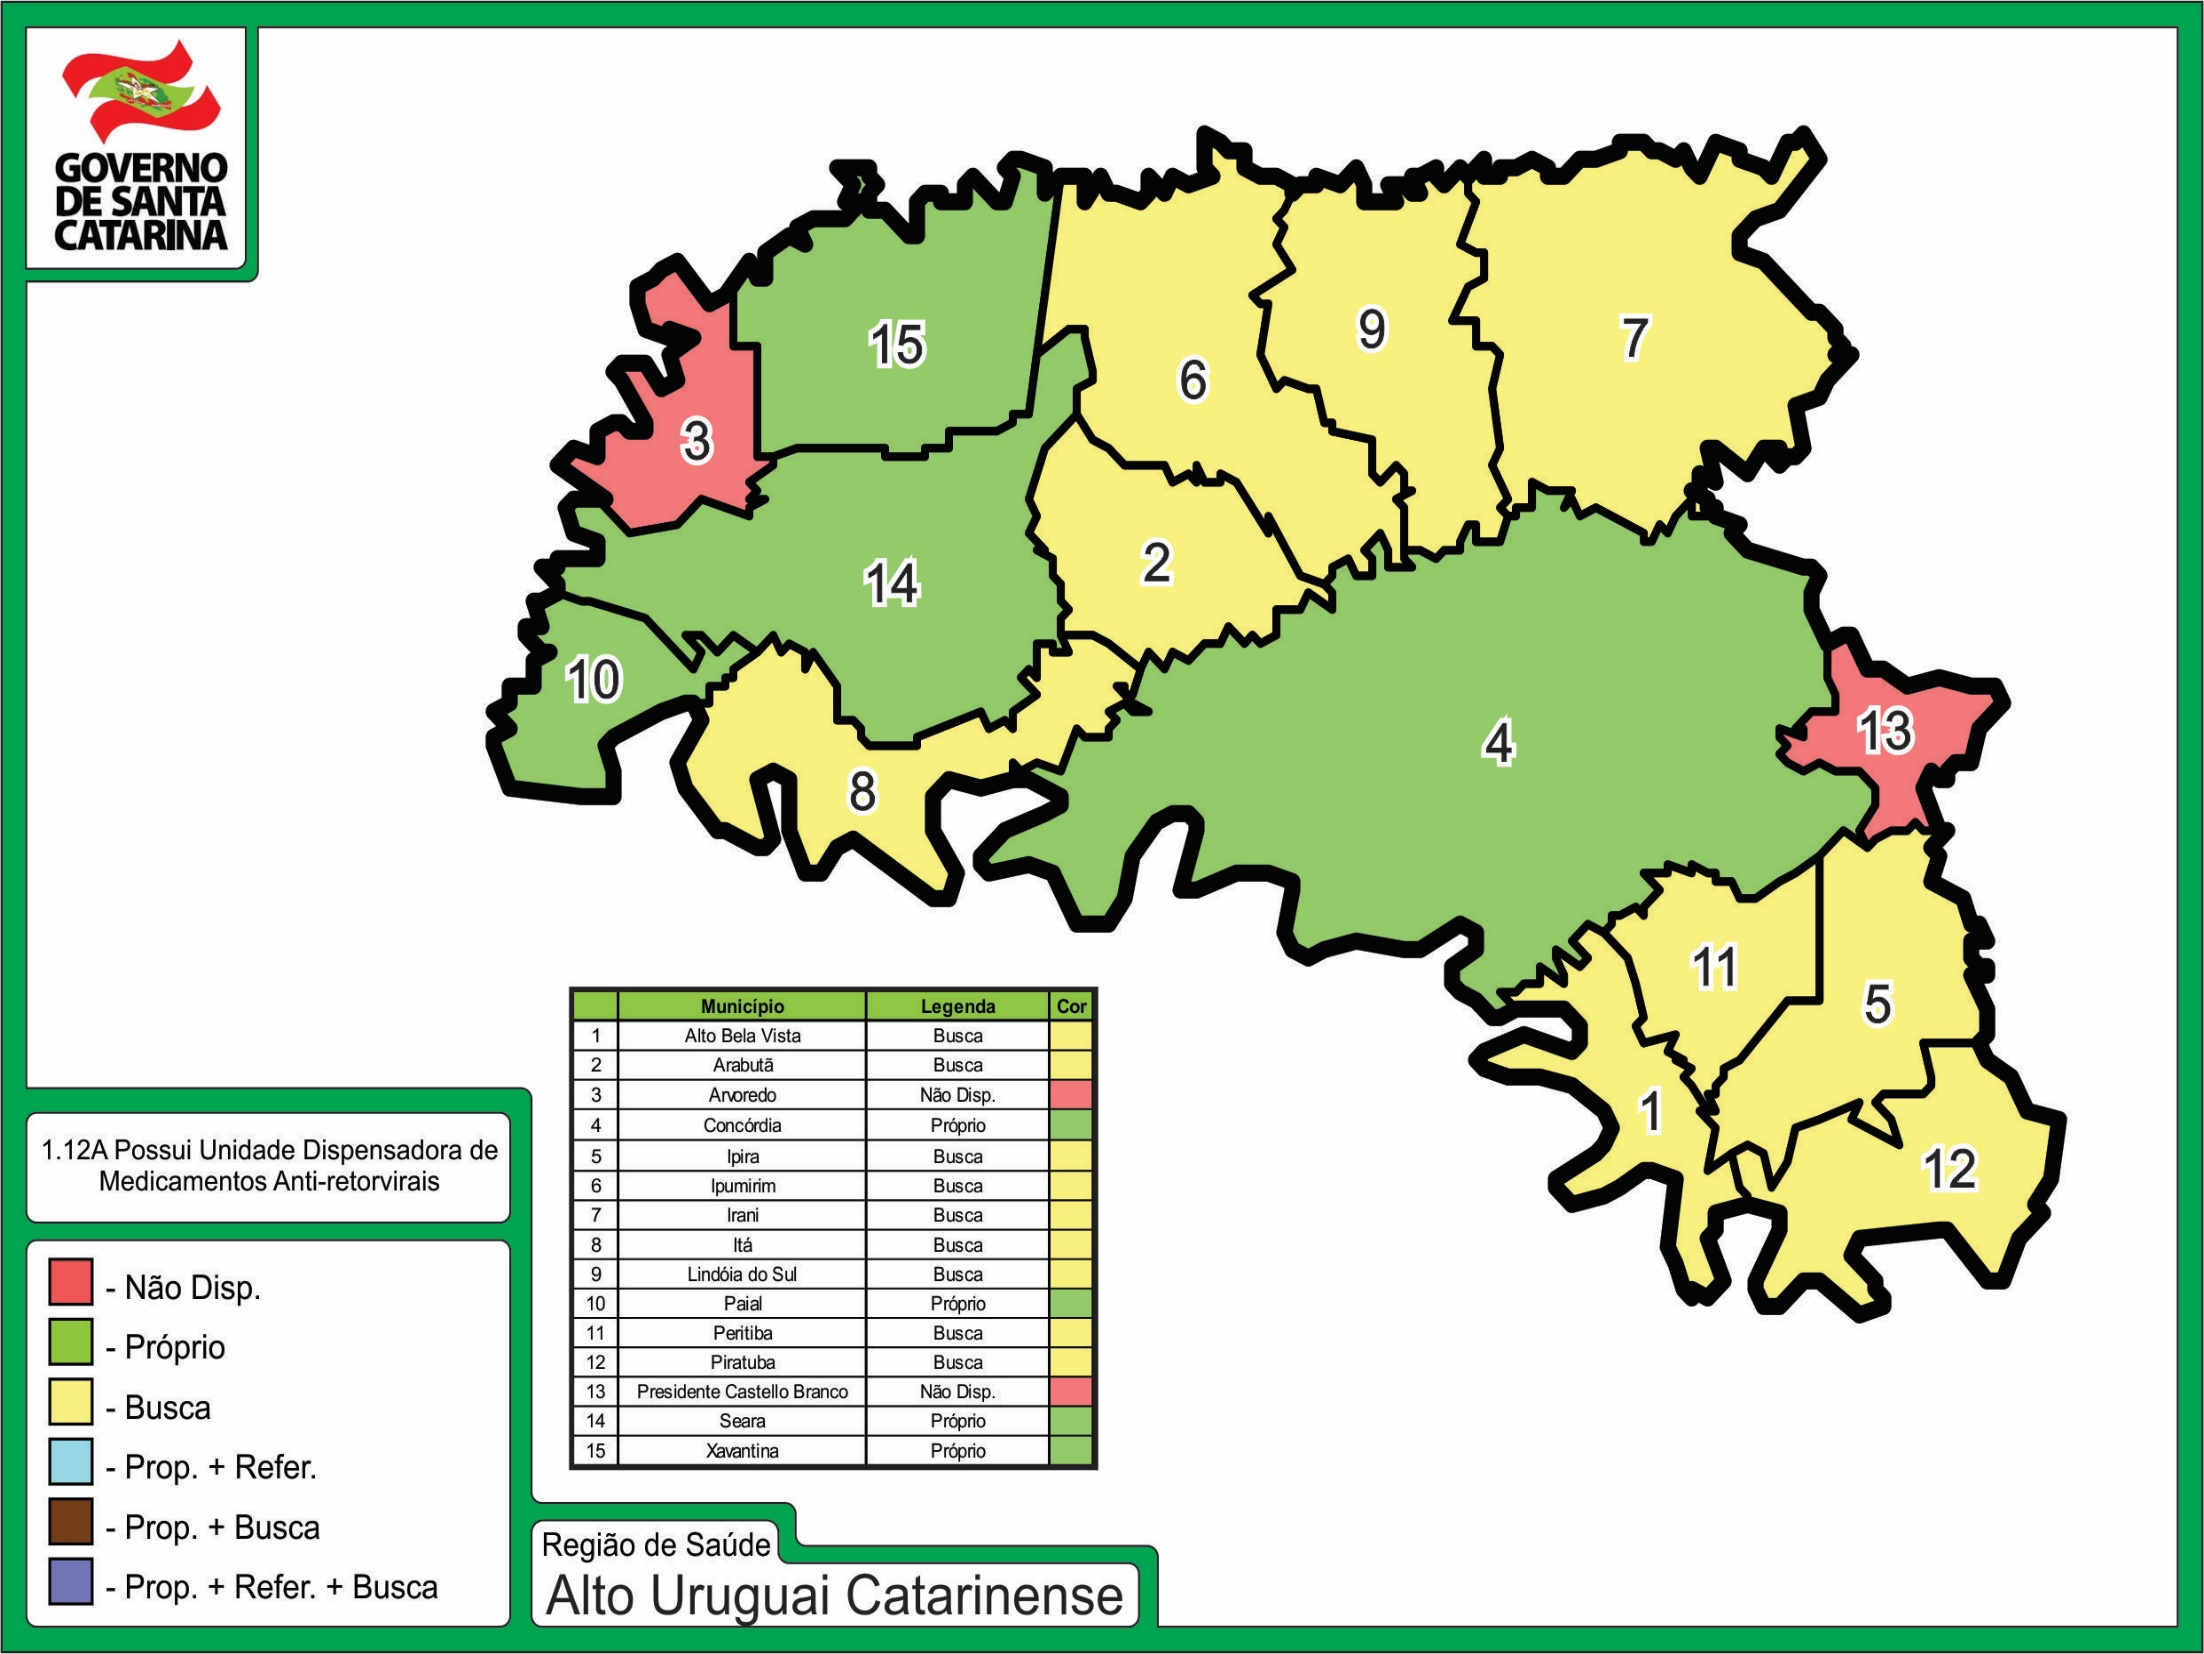 GOVERNO
DE SANTA
CATARINA
15
9
7
6
3
2
14
10
4
13
8
11
5
1
12
Município Legenda Cor
1 Alto Bela Vista Busca
2 Arabutã Busca
3 Arvoredo Não Disp.
4 Concórdia Próprio
5 Ipira Busca
6 Ipumirim Busca
7 Irani Busca
8 Itá Busca
9 Lindóia do Sul Busca
10 Paial Próprio
11 Peritiba Busca
12 Piratuba Busca
13 Presidente Castello Branco Não Disp.
14 Seara Próprio
15 Xavantina Próprio
1.12A Possui Unidade Dispensadora de
Medicamentos Anti-retorvirais
- Não Disp.
- Próprio
- Busca
- Prop. + Refer.
- Prop. + Busca
- Prop. + Refer. + Busca
Região de Saúde
Alto Uruguai Catarinense